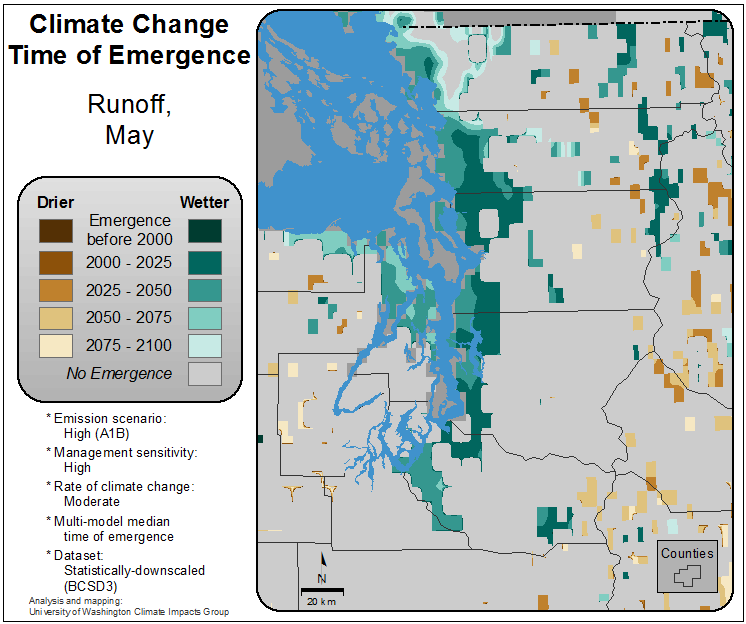 Climate Change
Time of Emergence
Runoff,
May
Drier Wetter
Emergence
before 2000
2000 - 2025
2025 - 2050
2050 - 2075
2075 - 2100
No Emergence
* Emission scenario:
High (A1B)
* Management sensitivity:
High
* Rate of climate change:
Moderate
* Multi-model median
time of emergence
* Dataset:
Statistically-downscaled
(BCSD3)
Analysis and mapping:
University of Washington Climate Impacts Group
N
20 km
Counties